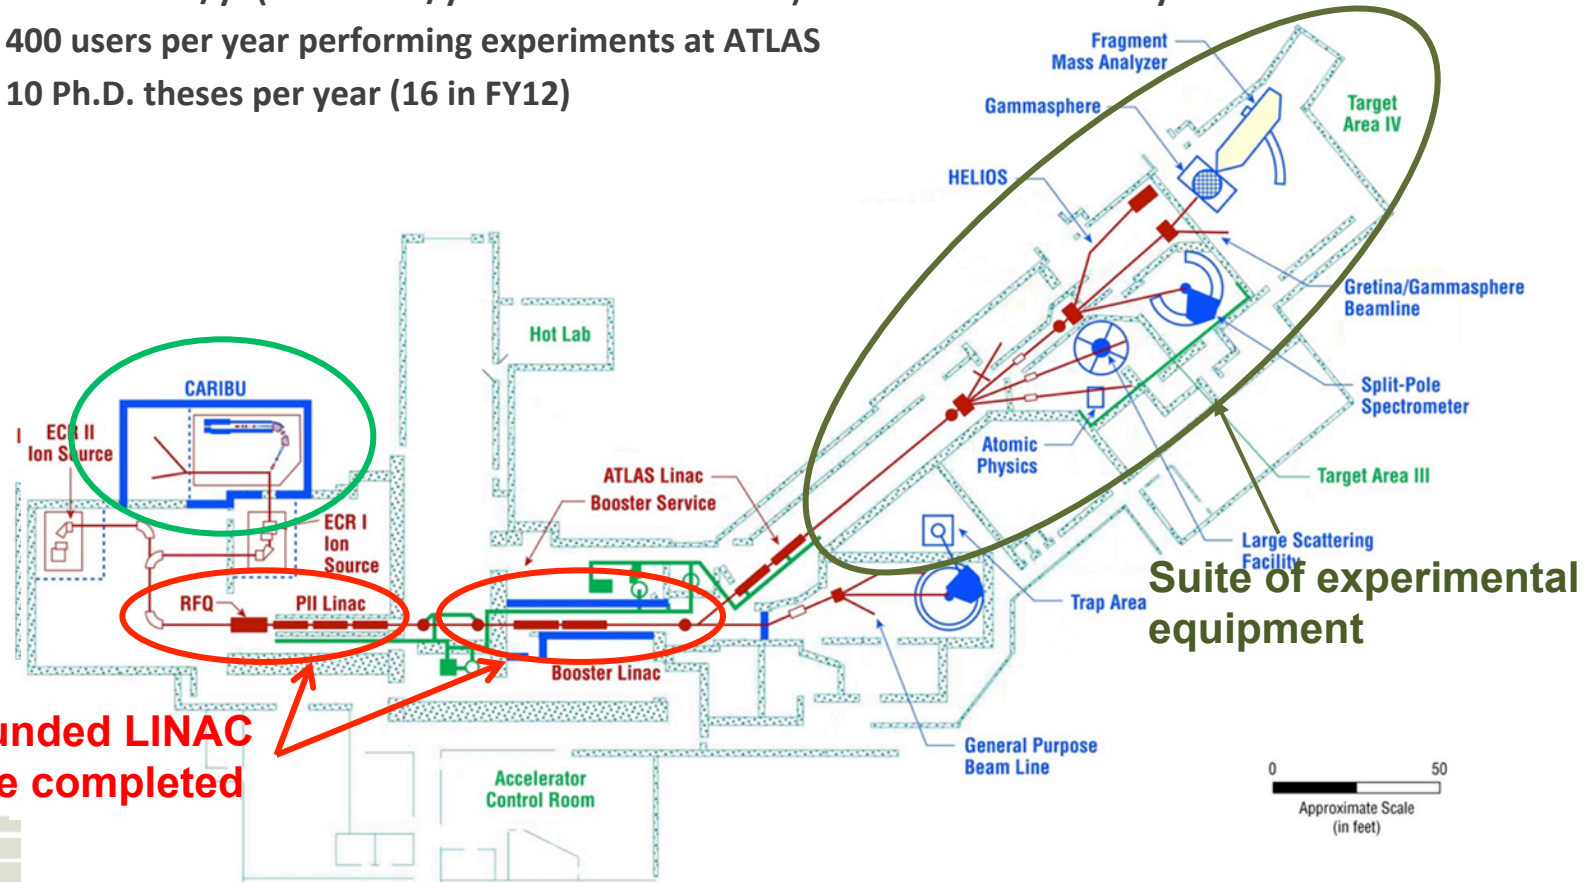 400 users per year performing experiments at ATLAS
10 Ph.D. theses per year (16 in FY12)
Fragment
Mass Analyzer
Gammasphere
Target
Area IV
HELIOS
Gretina/Gammasphere
Beamline
Hot Lab
CARIBU
Split-Pole
Spectrometer
ECR II
Ion Source
Atomic
Physics
ATLAS Linac
Booster Service
Target Area III
ECR I
Ion
Source
Large Scattering
Facility
Suite of experimental
equipment
RFQ
PII Linac
Trap Area
Booster Linac
unded LINAC
e completed
General Purpose
Beam Line
Accelerator
Control Room
0 50
Approximate Scale
(in feet)